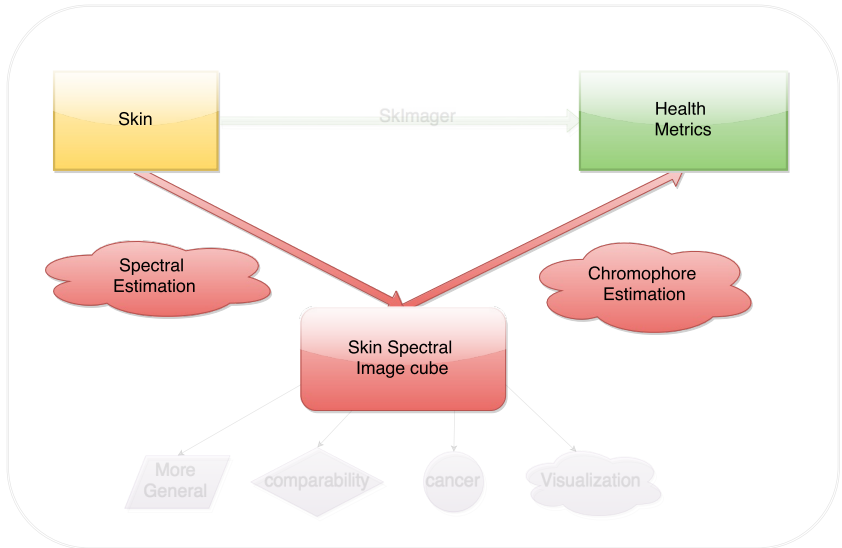 Skin
SkImager
Health
Metrics
Spectral
Estimation
Chromophore
Estimation
Skin Spectral
Image cube
More
General
comparability
cancer
Visualization